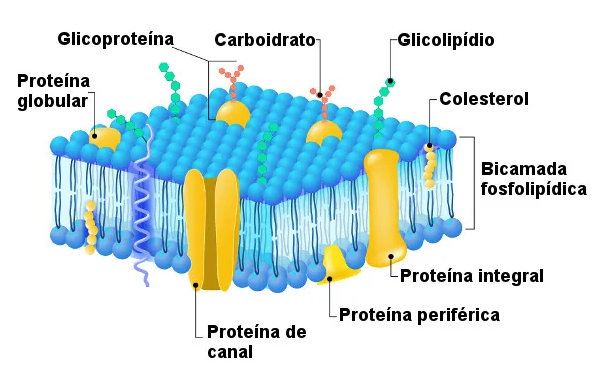 Glicoproteína
Carboidrato
Glicolipídio
Proteína
globular
Colesterol
Bicamada
fosfolipídica
Proteína integral
Proteína periférica
Proteína de
canal